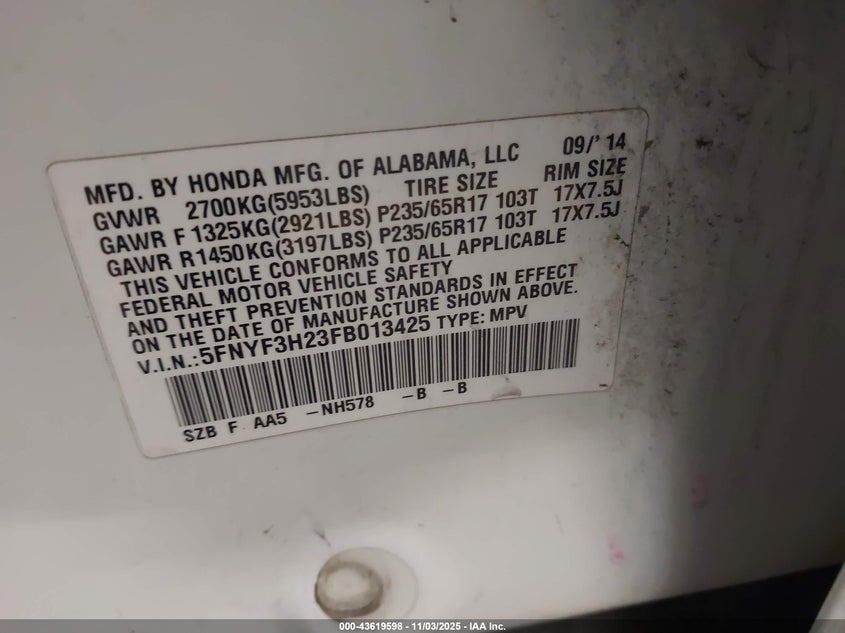 MFD. BY HONDA MFG. OF ALABAMA, LLC 09/'14
GVWR 2700KG(5953LBS) TIRE SIZE RIM SIZE
GAWR F 1325KG(2921LBS) P235/65R17 103T 17X7.5J
GAWR R1450KG(3197LBS) P235/65R17 103T 17X7.5J
THIS VEHICLE CONFORMS TO ALL APPLICABLE
FEDERAL MOTOR VEHICLE SAFETY
AND THEFT PREVENTION STANDARDS IN EFFECT
ON THE DATE OF MANUFACTURE SHOWN ABOVE.
V.I.N.: 5FNYF3H23FB013425 TYPE: MPV
SZB F AA5 -NH578 -B -B
000-43619598 - 11/03/2025 - IAA Inc.